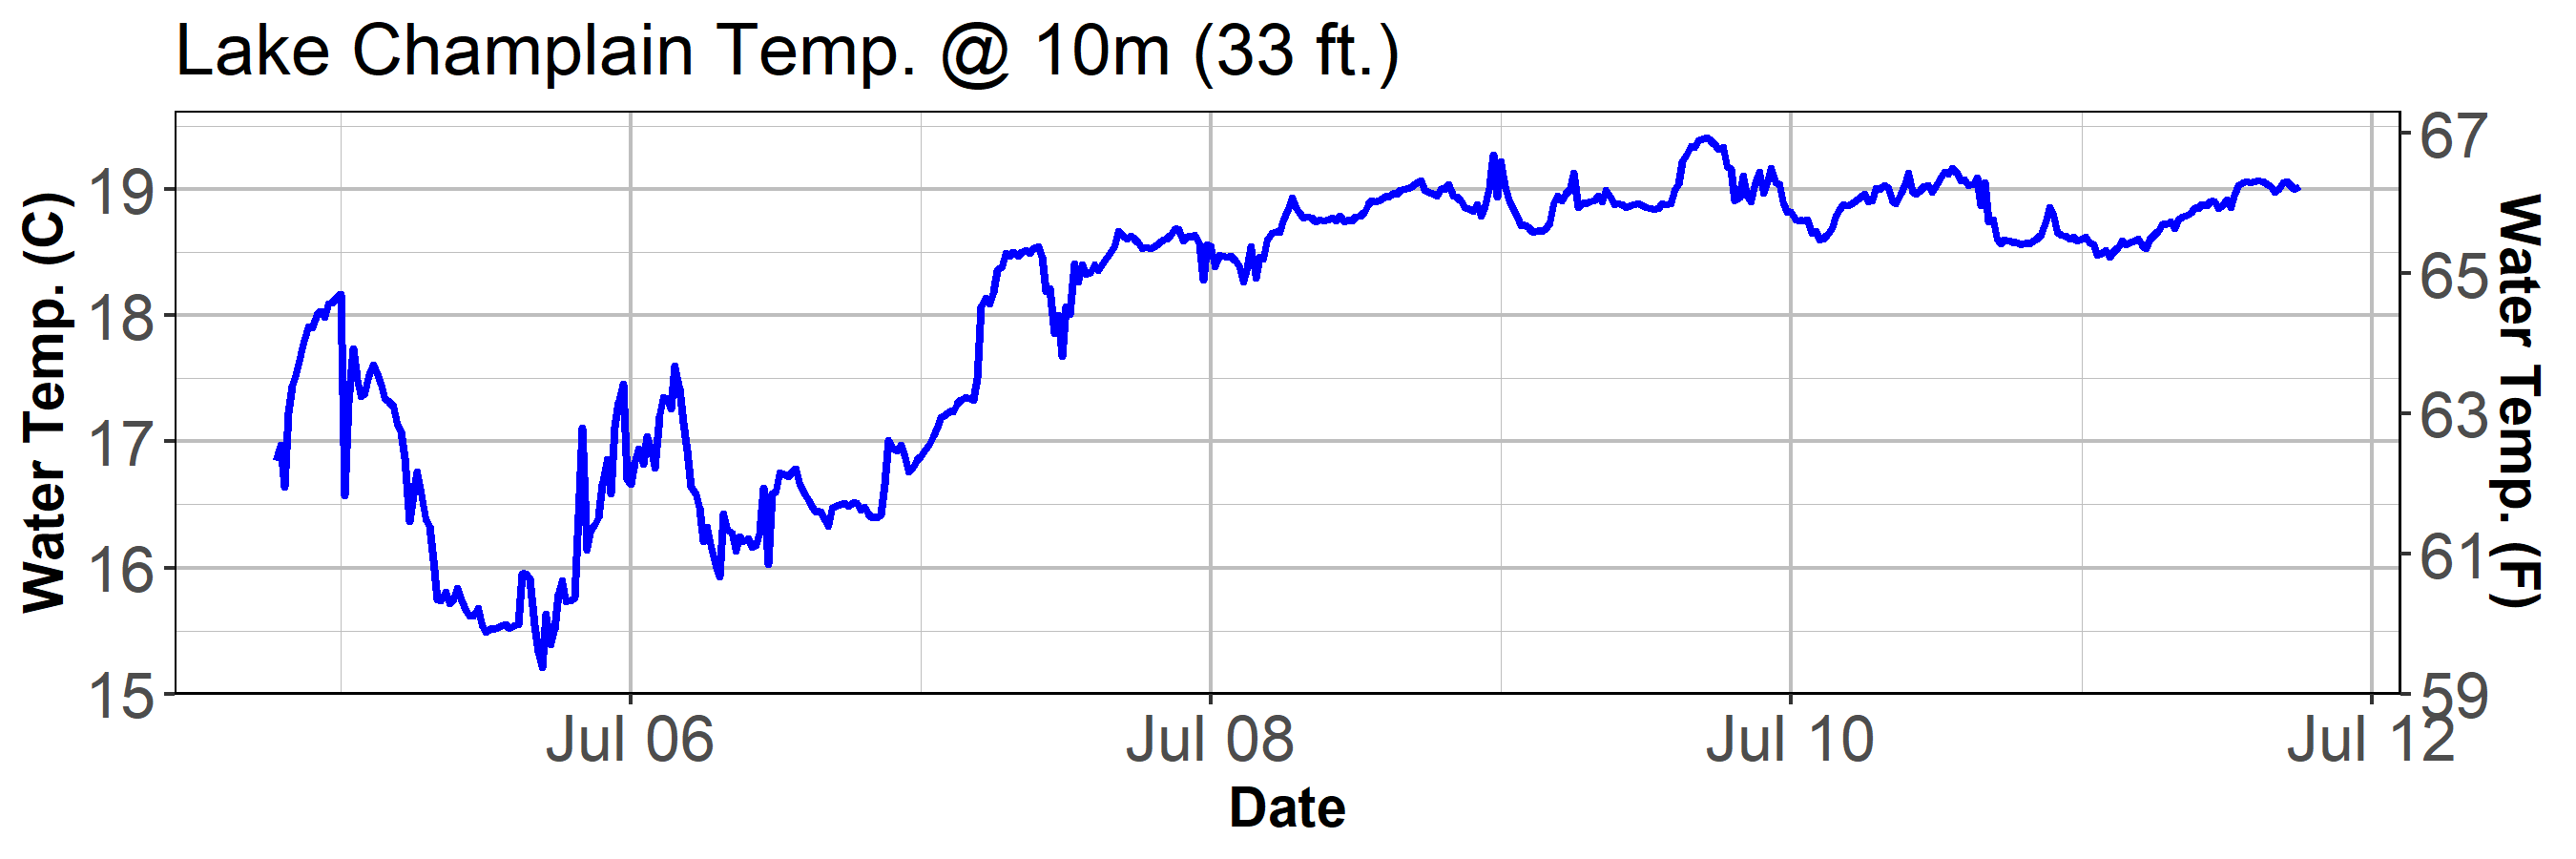 Lake Champlain Temp. @ 10m (33 ft.)
Water Temp. (C)
19
18
17
16
15
67
65
63
61
59
Water Temp. (F)
Jul 06
Jul 08
Jul 10
Jul 12
Date